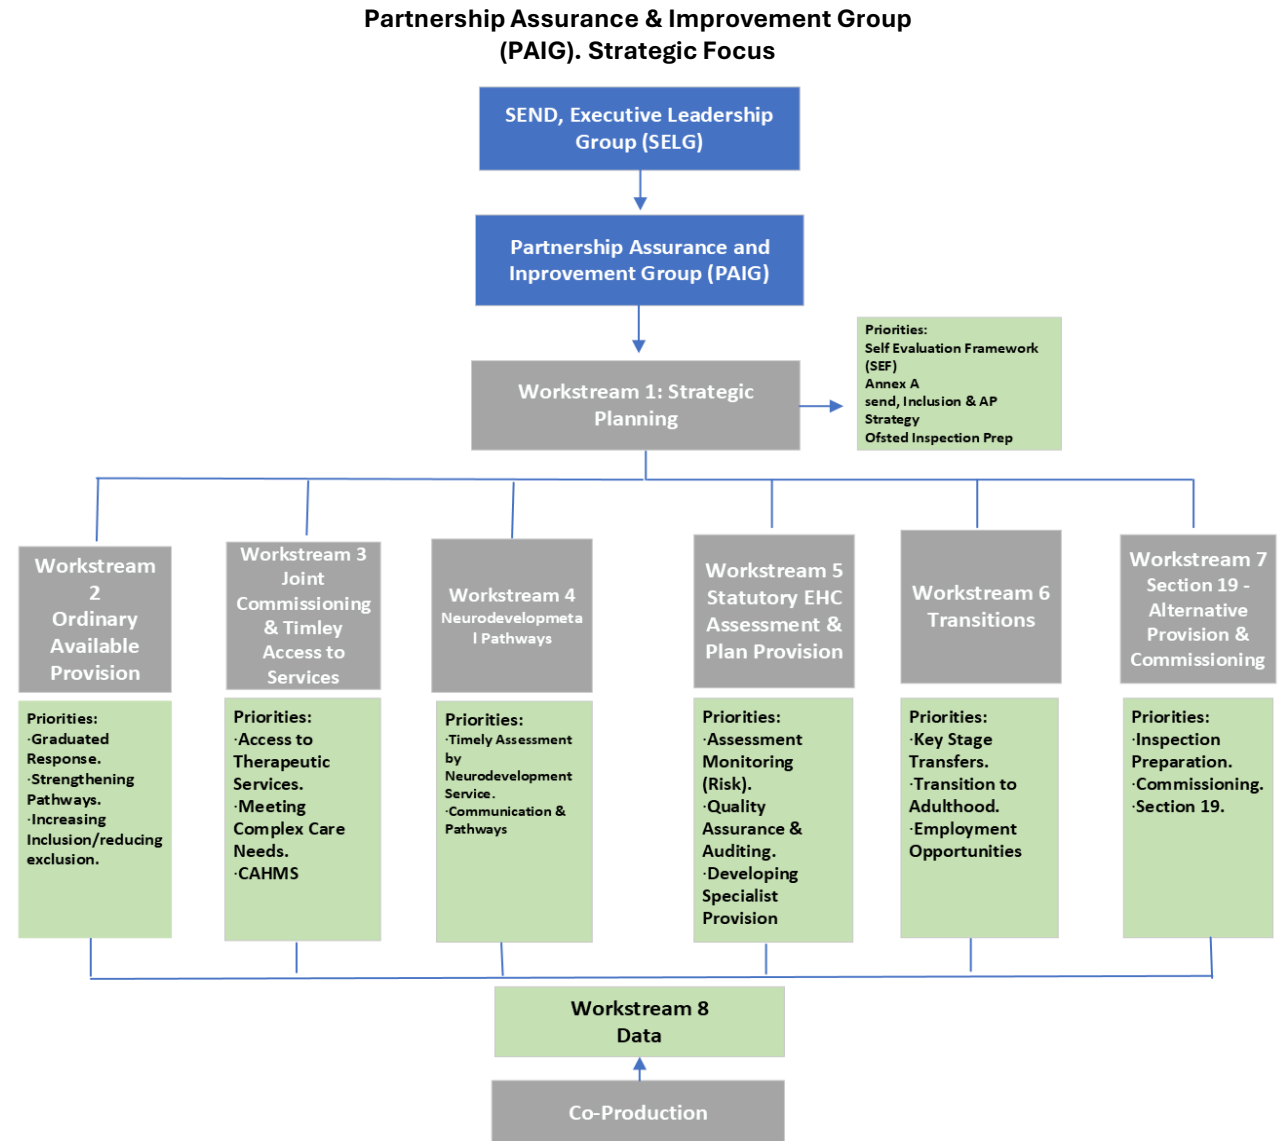 Partnership Assurance & Improvement Group
(PAIG). Strategic Focus
SEND, Executive Leadership
Group (SELG)
Partnership Assurance and
Inprovement Group (PAIG)
Workstream 1: Strategic
Planning
Priorities:
Self Evaluation Framework
(SEF)
Annex A
send, Inclusion & AP
Strategy
Ofsted Inspection Prep
Workstream
2
Ordinary
Available
Provision
Workstream 3
Joint
Commissioning
& Timley
Access to
Services
Workstream 4
Neurodevelopmeta
l Pathways
Workstream 5
Statutory EHC
Assessment &
Plan Provision
Workstream 6
Transitions
Workstream 7
Section 19 -
Alternative
Provision &
Commissioning
Priorities:
·Graduated
Response.
·Strengthening
Pathways.
·Increasing
Inclusion/reducing
exclusion.
Priorities:
·Access to
Therapeutic
Services.
·Meeting
Complex Care
Needs.
·CAHMS
Priorities:
·Timely Assessment
by
Neurodevelopment
Service.
·Communication &
Pathways
Priorities:
·Assessment
Monitoring
(Risk).
·Quality
Assurance &
Auditing.
·Developing
Specialist
Provision
Priorities:
·Key Stage
Transfers.
·Transition to
Adulthood.
·Employment
Opportunities
Priorities:
·Inspection
Preparation.
·Commissioning.
·Section 19.
Workstream 8
Data
Co-Production